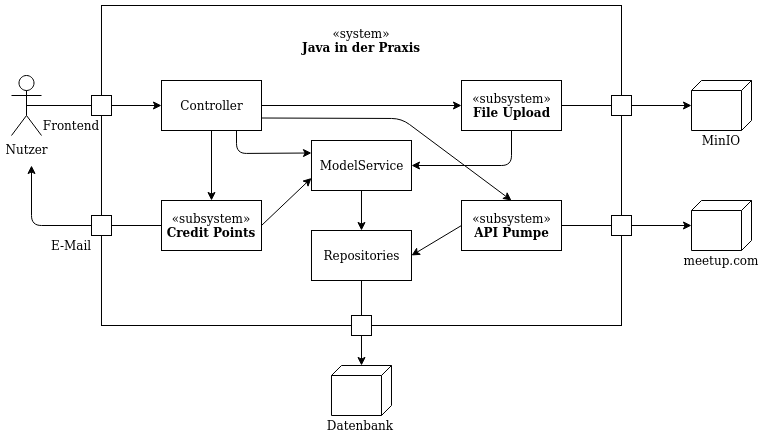 «system»
Java in der Praxis
Controller
«subsystem»
File Upload
Frontend
Nutzer
MinIO
ModelService
«subsystem»
Credit Points
«subsystem»
API Pumpe
E-Mail
Repositories
meetup.com
Datenbank